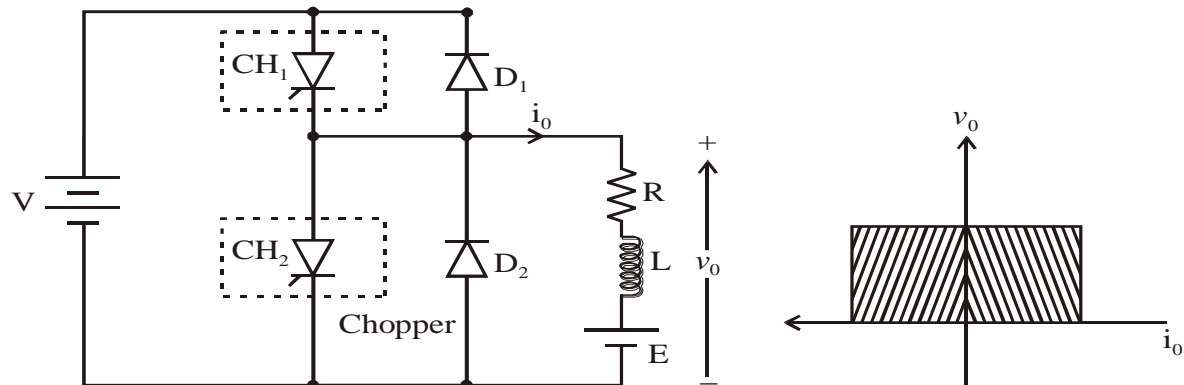 CH₁
D₁
i₀
v₀
+
R
V
CH₂
L
v₀
D₂
Chopper
E
i₀
−